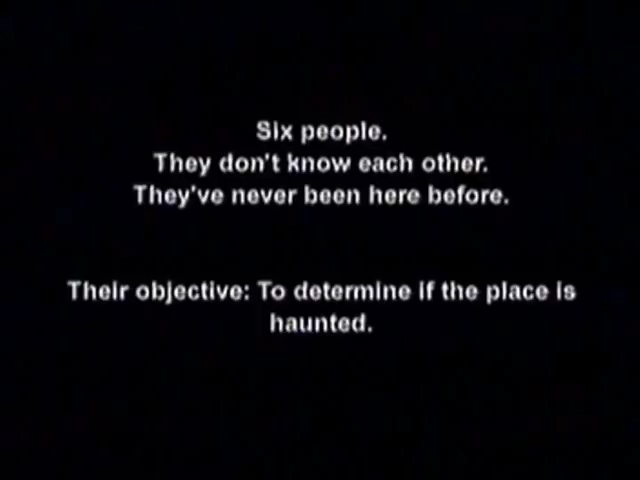 Six people.
They don't know each other.
They've never been here before.
Their objective: To determine if the place is
haunted.